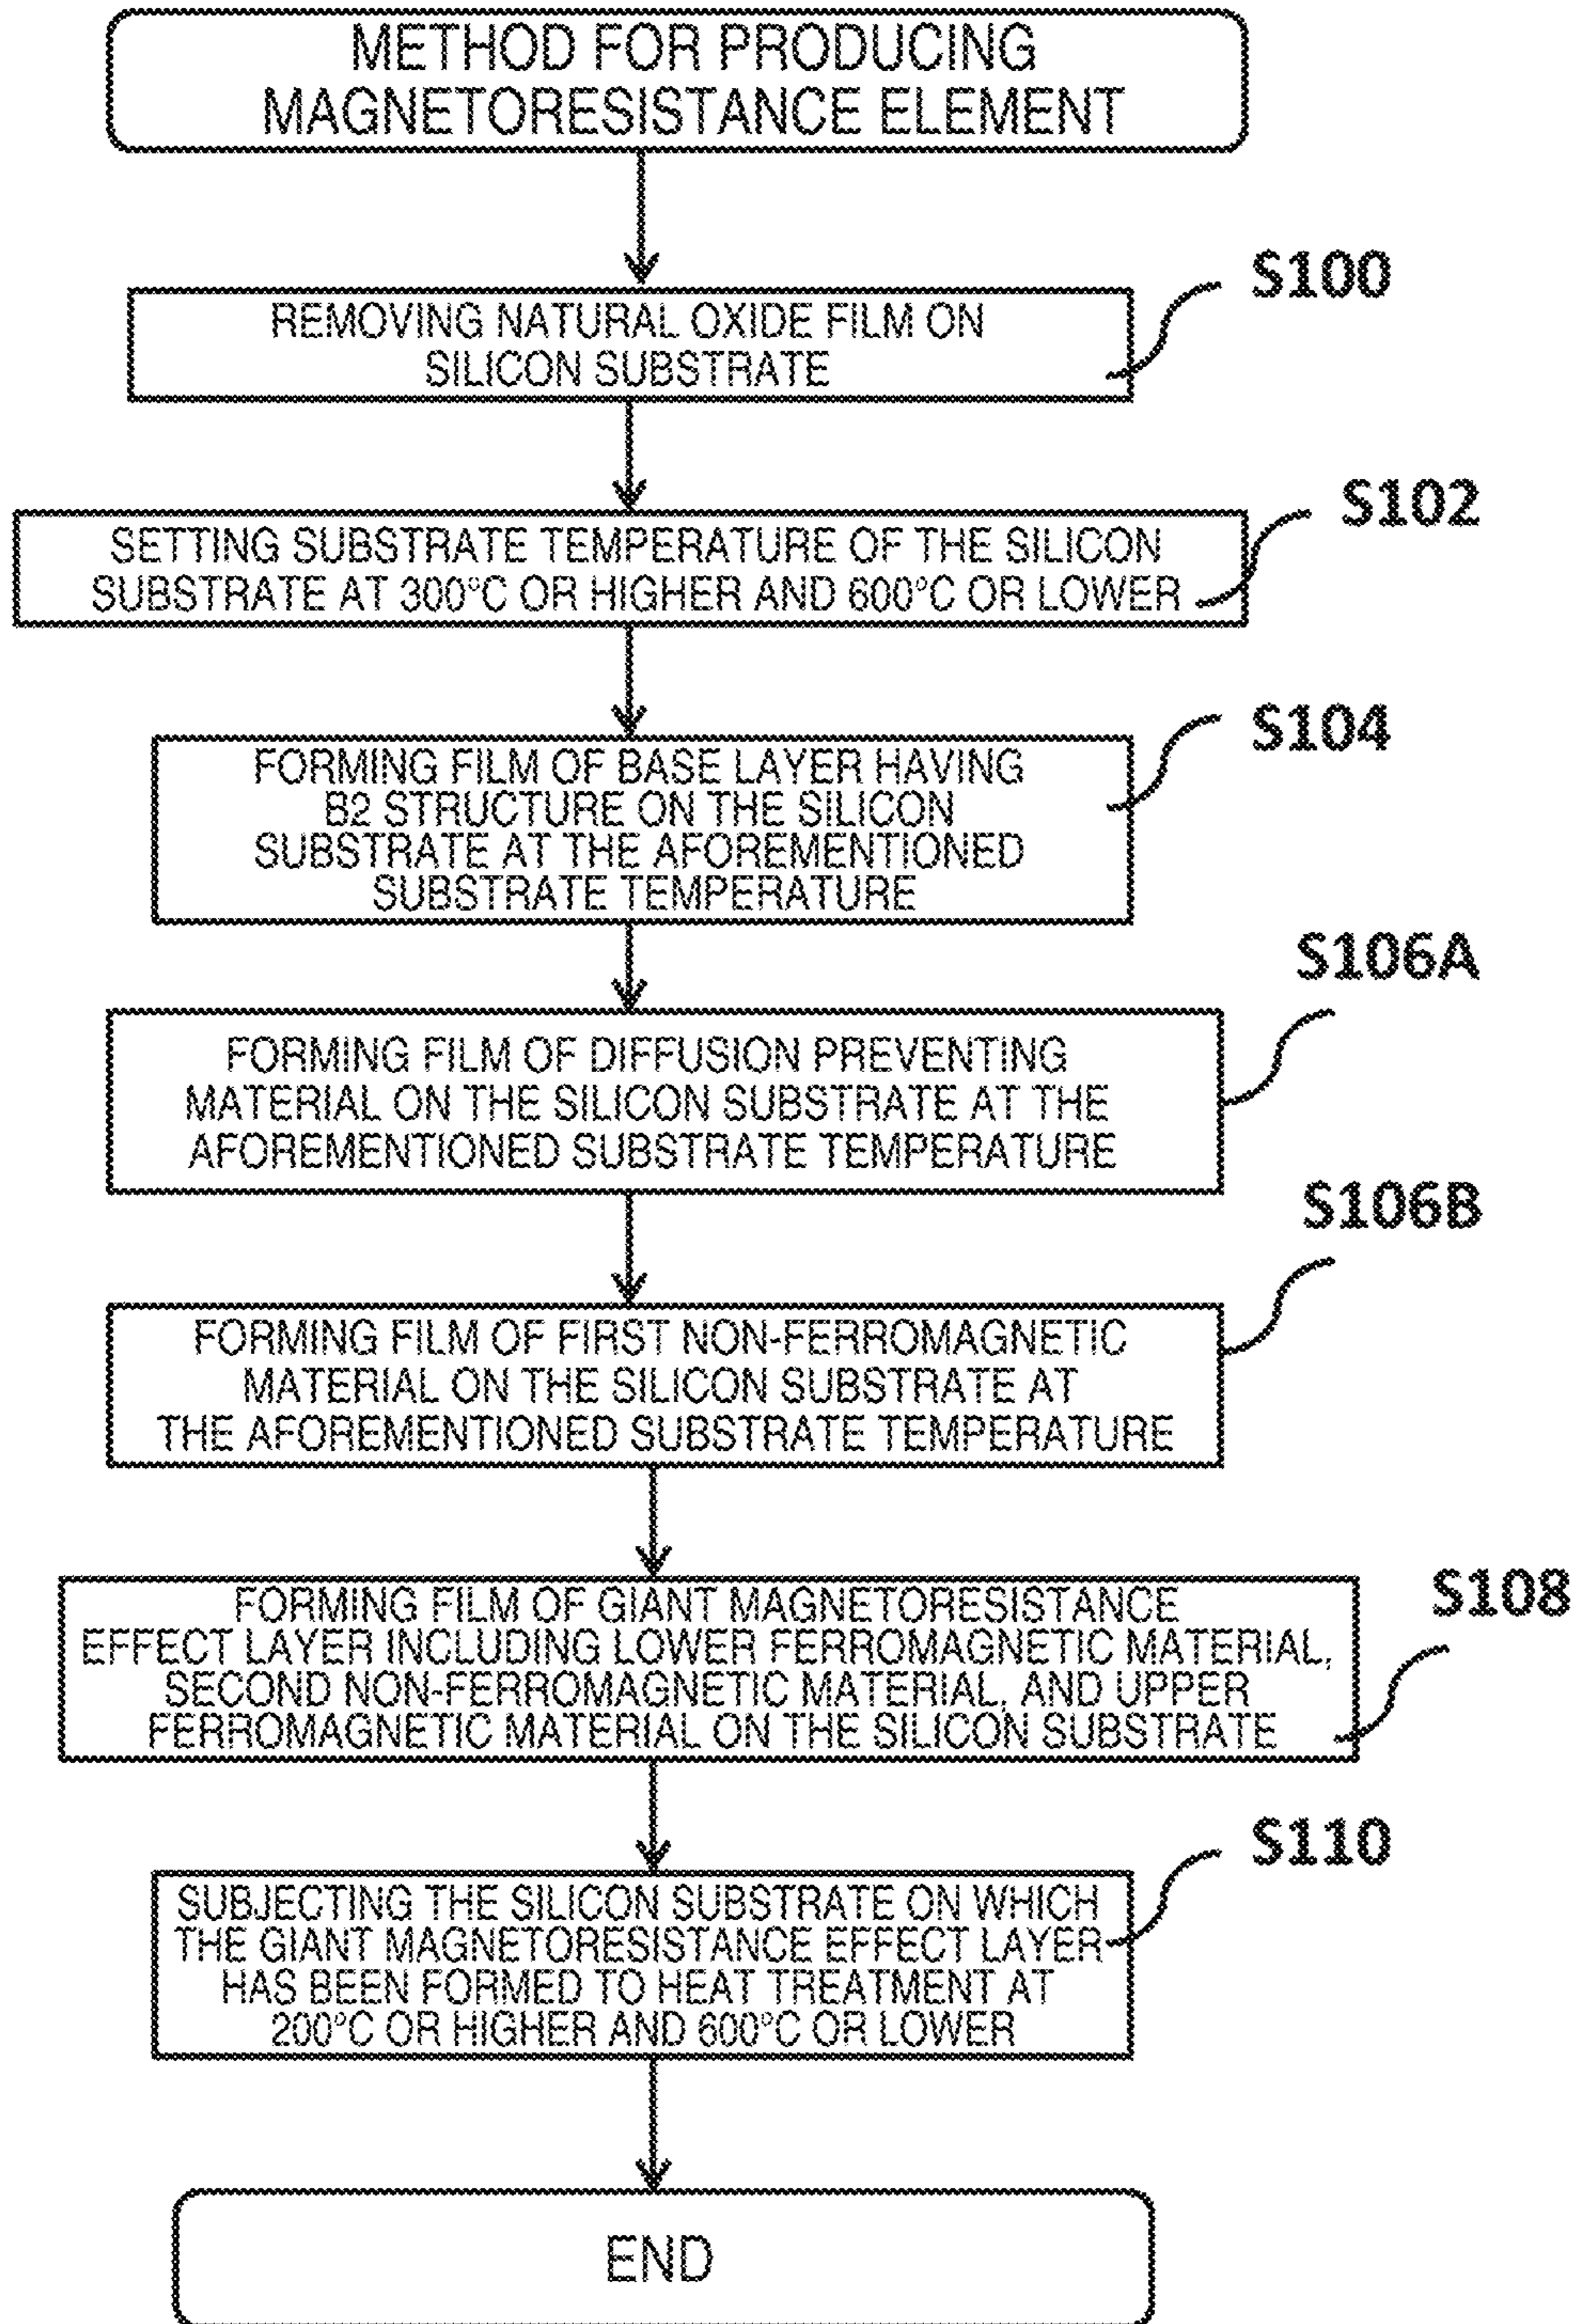 METHOD FOR PRODUCING
MAGNETORESISTANCE ELEMENT
S100
REMOVING NATURAL OXIDE FILM ON
SILICON SUBSTRATE
S102
SETTING SUBSTRATE TEMPERATURE OF THE SILICON
SUBSTRATE AT 300°C OR HIGHER AND 600°C OR LOWER
S104
FORMING FILM OF BASE LAYER HAVING
B2 STRUCTURE ON THE SILICON
SUBSTRATE AT THE AFOREMENTIONED
SUBSTRATE TEMPERATURE
S106A
FORMING FILM OF DIFFUSION PREVENTING
MATERIAL ON THE SILICON SUBSTRATE AT THE
AFOREMENTIONED SUBSTRATE TEMPERATURE
S106B
FORMING FILM OF FIRST NON-FERROMAGNETIC
MATERIAL ON THE SILICON SUBSTRATE AT
THE AFOREMENTIONED SUBSTRATE TEMPERATURE
S108
FORMING FILM OF GIANT MAGNETORESISTANCE
EFFECT LAYER INCLUDING LOWER FERROMAGNETIC MATERIAL,
SECOND NON-FERROMAGNETIC MATERIAL, AND UPPER
FERROMAGNETIC MATERIAL ON THE SILICON SUBSTRATE
S110
SUBJECTING THE SILICON SUBSTRATE ON WHICH
THE GIANT MAGNETORESISTANCE EFFECT LAYER
HAS BEEN FORMED TO HEAT TREATMENT AT
200°C OR HIGHER AND 600°C OR LOWER
END